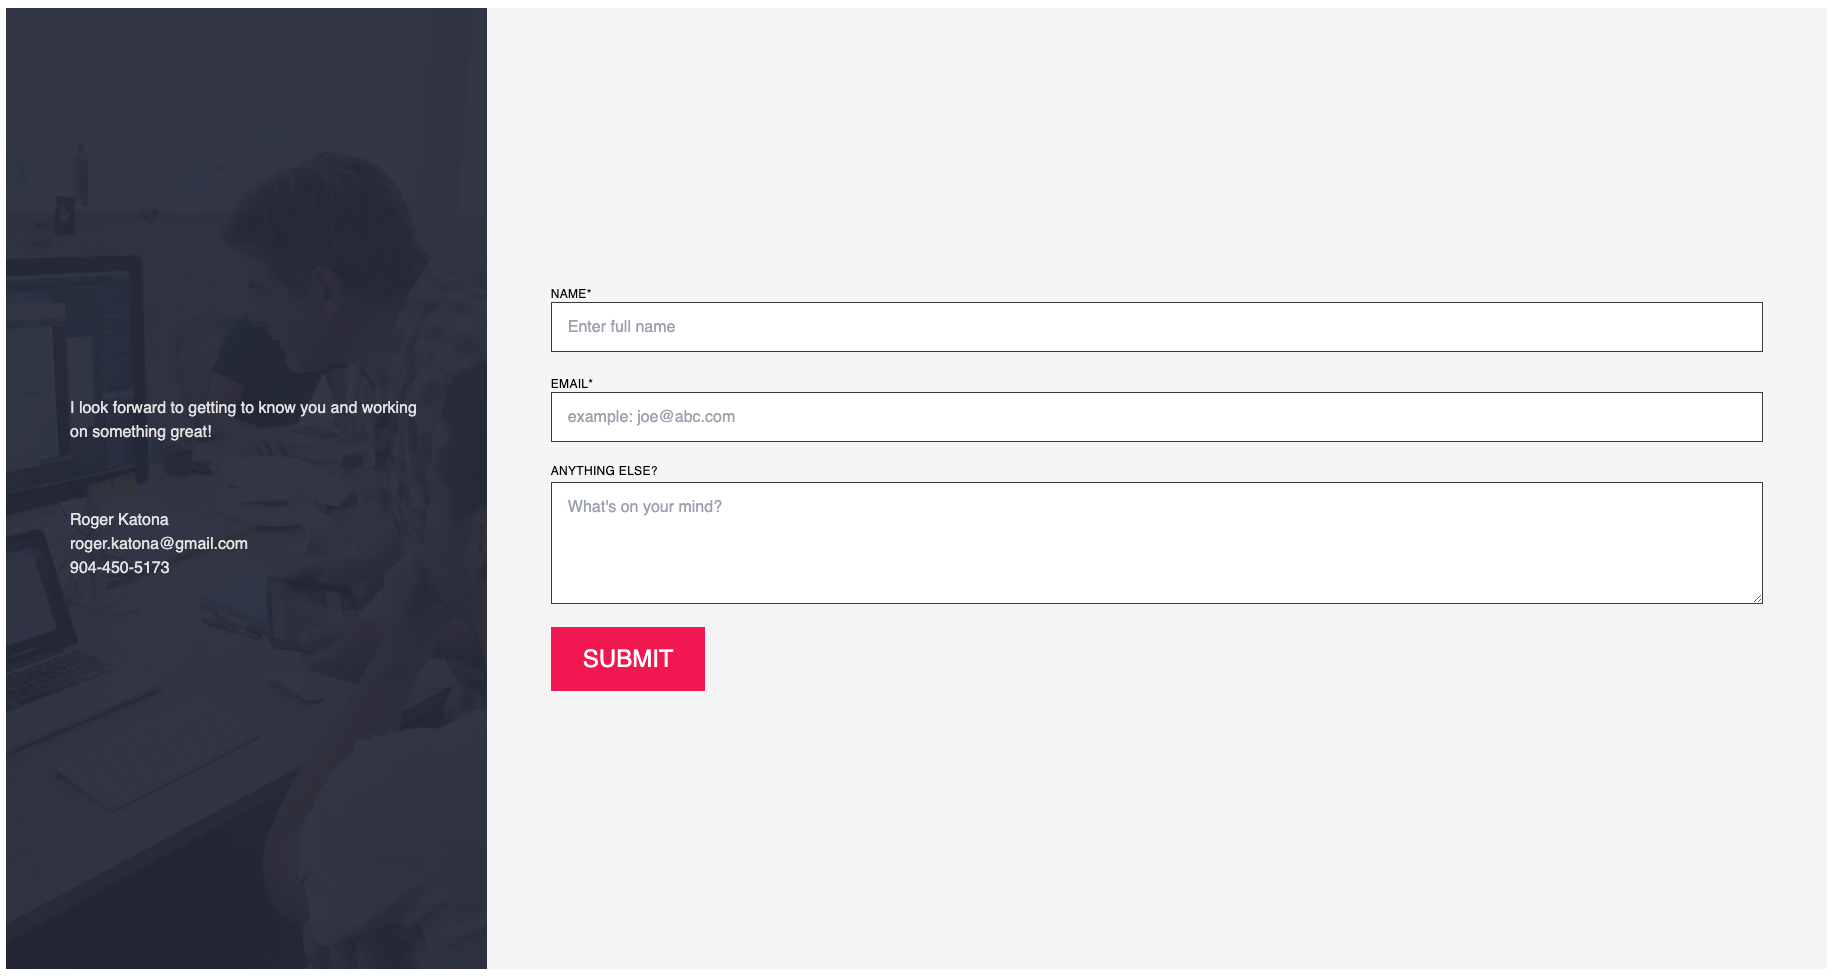 I look forward to getting to know you and working
on something great!
Roger Katona
roger.katona@gmail.com
904-450-5173
NAME*
Enter full name
EMAIL*
example: joe@abc.com
ANYTHING ELSE?
What's on your mind?
SUBMIT